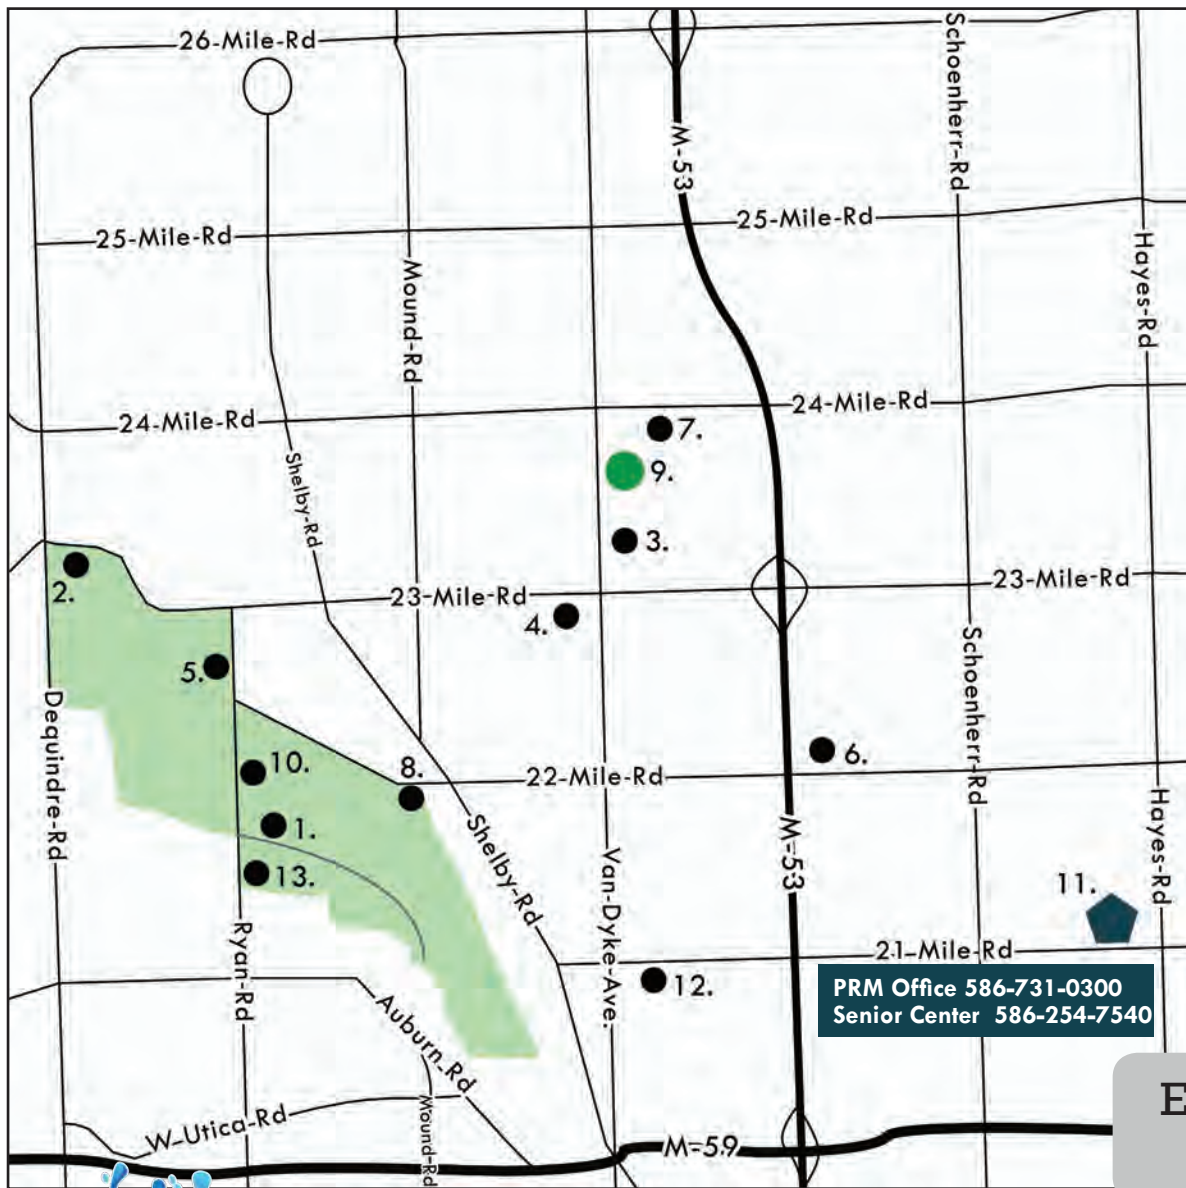 26-Mile-Rd
Schoenherr-Rd
M-53
25-Mile-Rd
25-Mile-Rd
Mound-Rd
Hayes-Rd
24-Mile-Rd
24-Mile-Rd
7.
Shelby-Rd
9.
3.
2.
23-Mile-Rd
23-Mile-Rd
4.
5.
Schoenherr-Rd
Dequindre-Rd
6.
10.
8.
22-Mile-Rd
1.
Shelby-Rd
M-53
Hayes-Rd
Van-Dyke-Ave.
13.
11.
Ryan-Rd
21-Mile-Rd
12.
PRM Office 586-731-0300
Senior Center 586-254-7540
Auburn-Rd
Mound-Rd
W-Utica-Rd
M-59
E